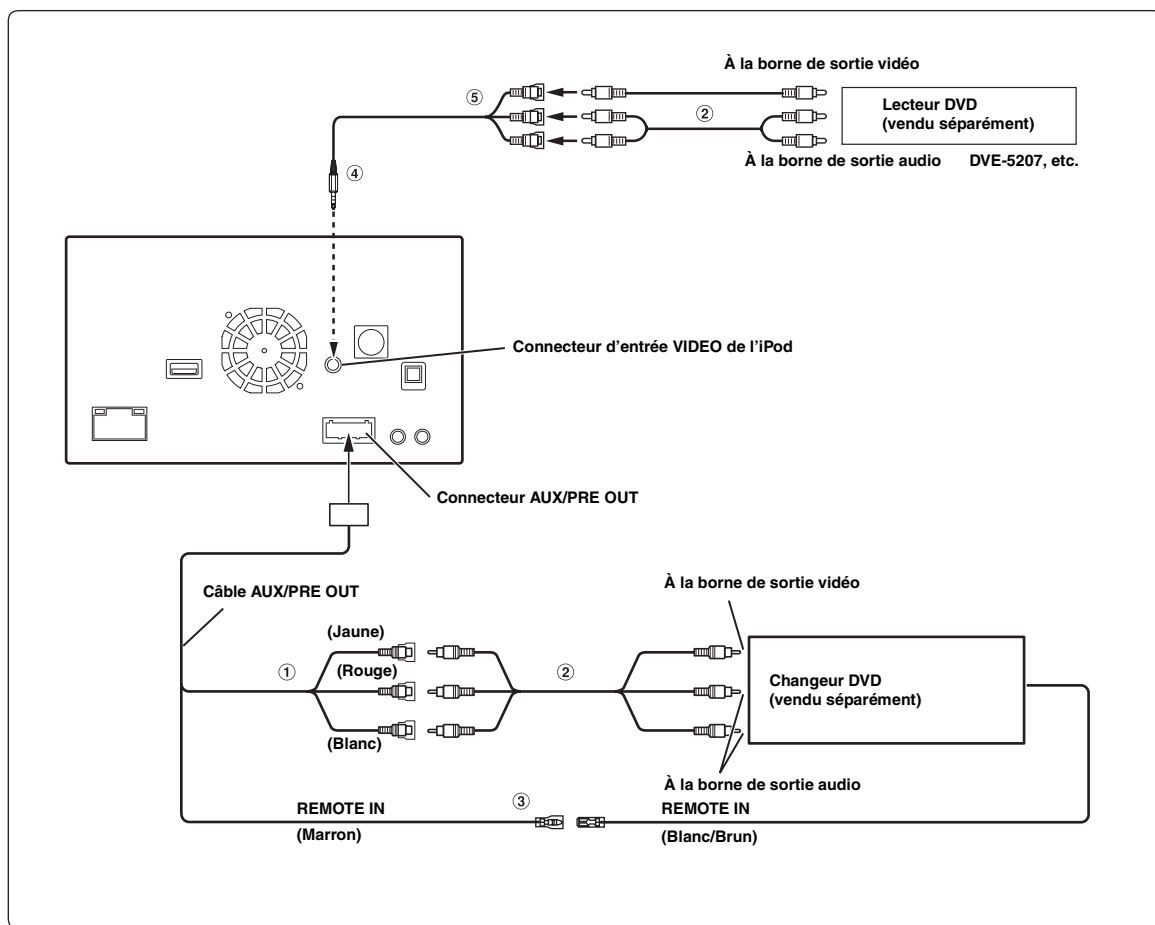 À la borne de sortie vidéo
⑤
②
Lecteur DVD
(vendu séparément)
À la borne de sortie audio
DVE-5207, etc.
④
Connecteur d'entrée VIDEO de l'iPod
Connecteur AUX/PRE OUT
Câble AUX/PRE OUT
À la borne de sortie vidéo
(Jaune)
①
(Rouge)
②
Changeur DVD
(vendu séparément)
(Blanc)
À la borne de sortie audio
REMOTE IN
③
REMOTE IN
(Marron)
(Blanc/Brun)